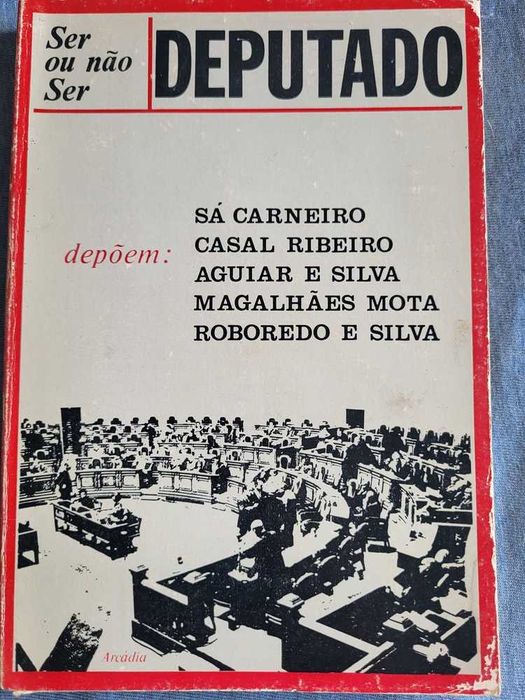 Ser
ou não
Ser
DEPUTADO
depõem:
SÁ CARNEIRO
CASAL RIBEIRO
AGUIAR E SILVA
MAGALHÃES MOTA
ROBOREDO E SILVA
Arcádia